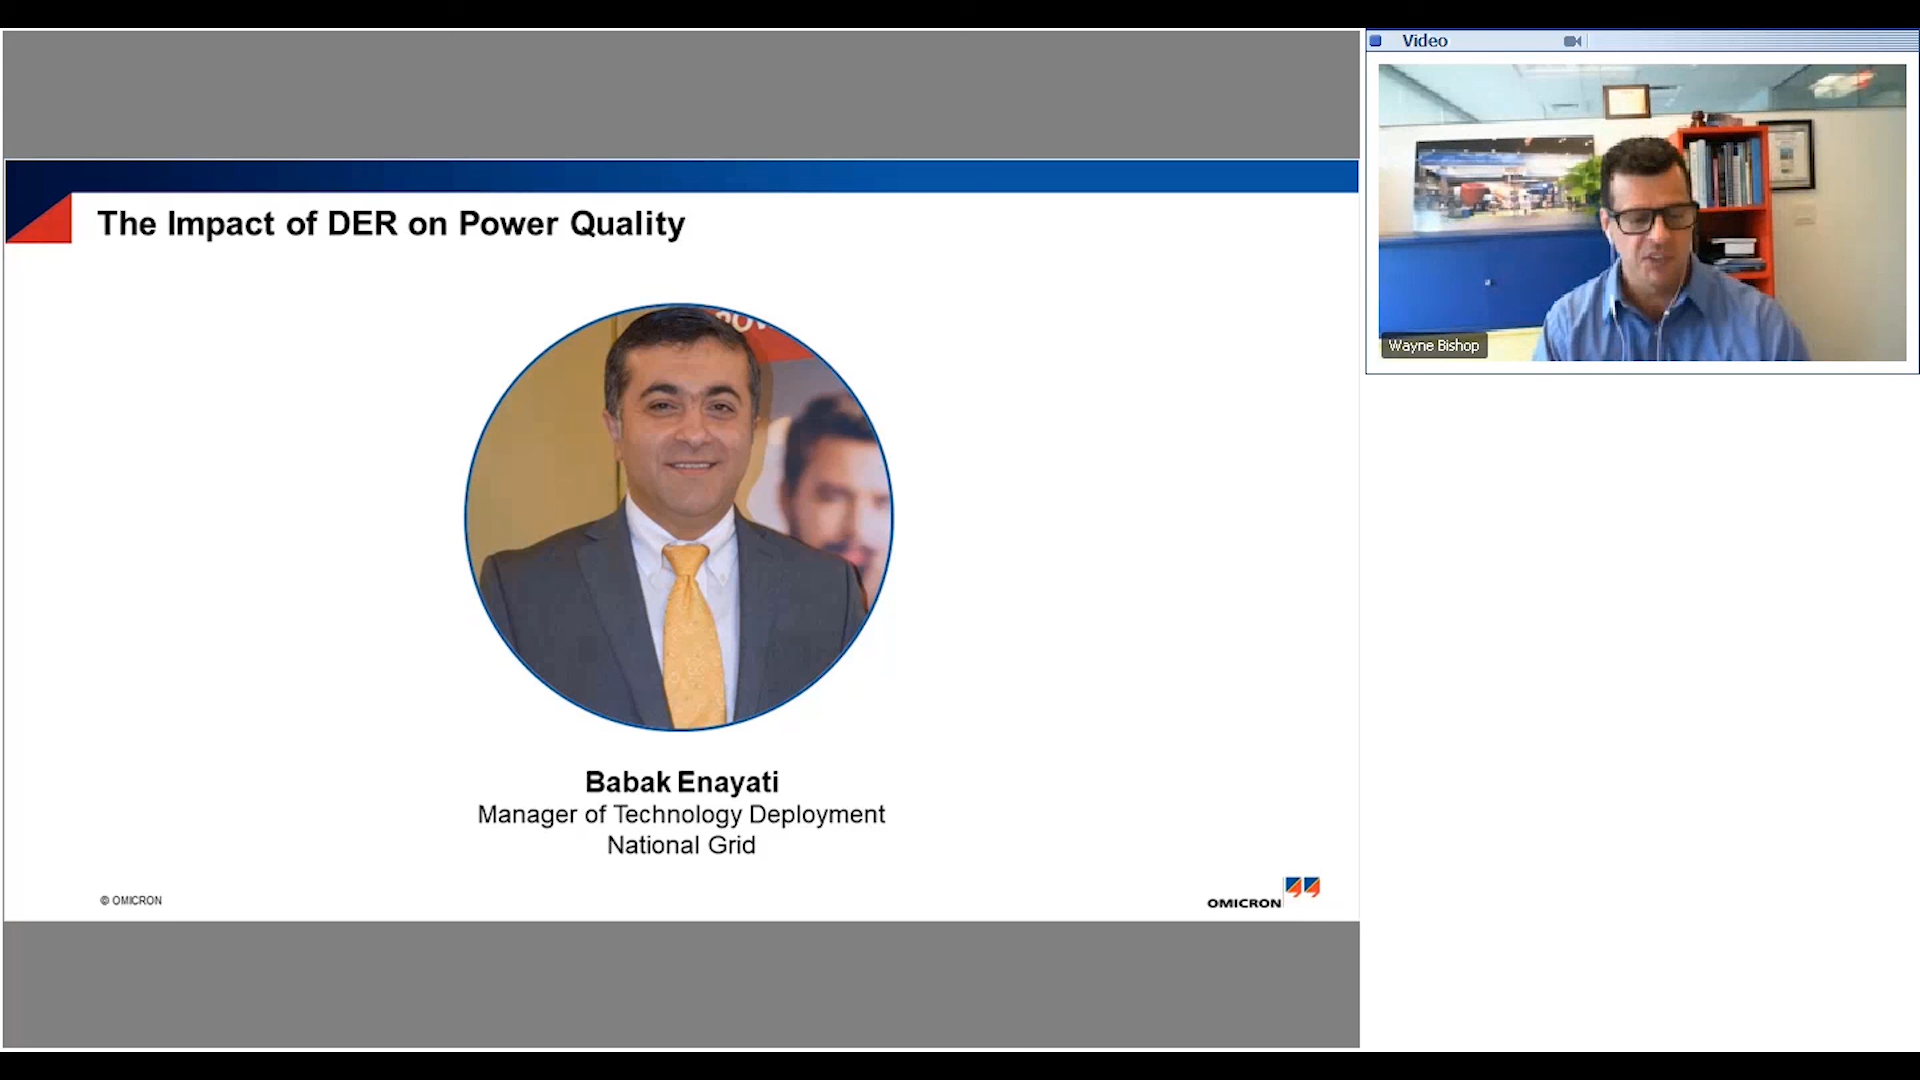 Video
Wayne Bishop
The Impact of DER on Power Quality
Babak Enayati
Manager of Technology Deployment
National Grid
© OMICRON
OMICRON